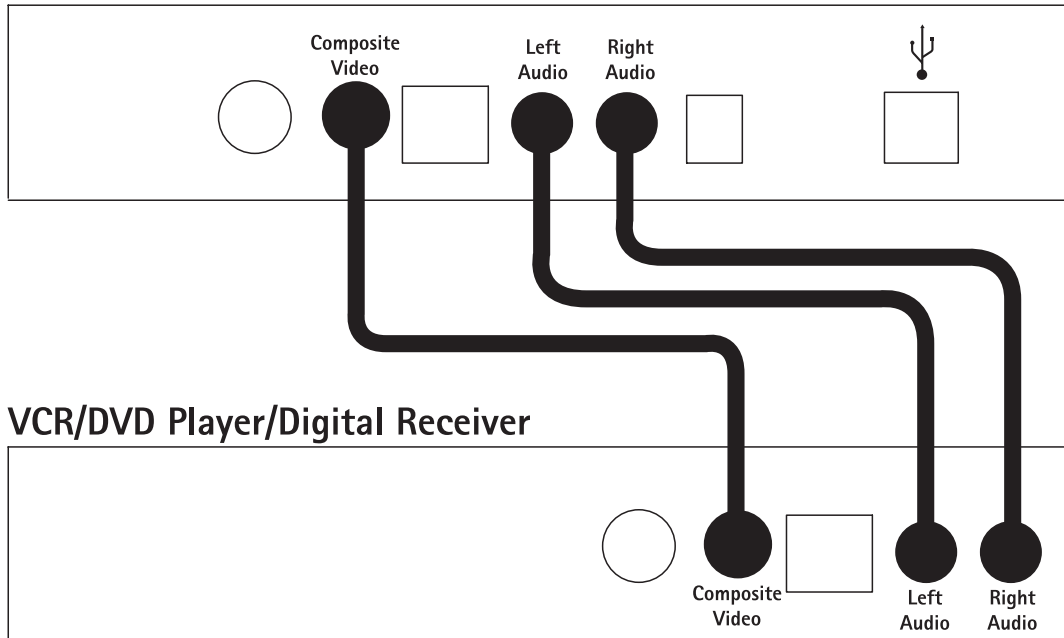 Composite
Video
Left
Audio
Right
Audio
VCR/DVD Player/Digital Receiver
Composite
Video
Left
Audio
Right
Audio